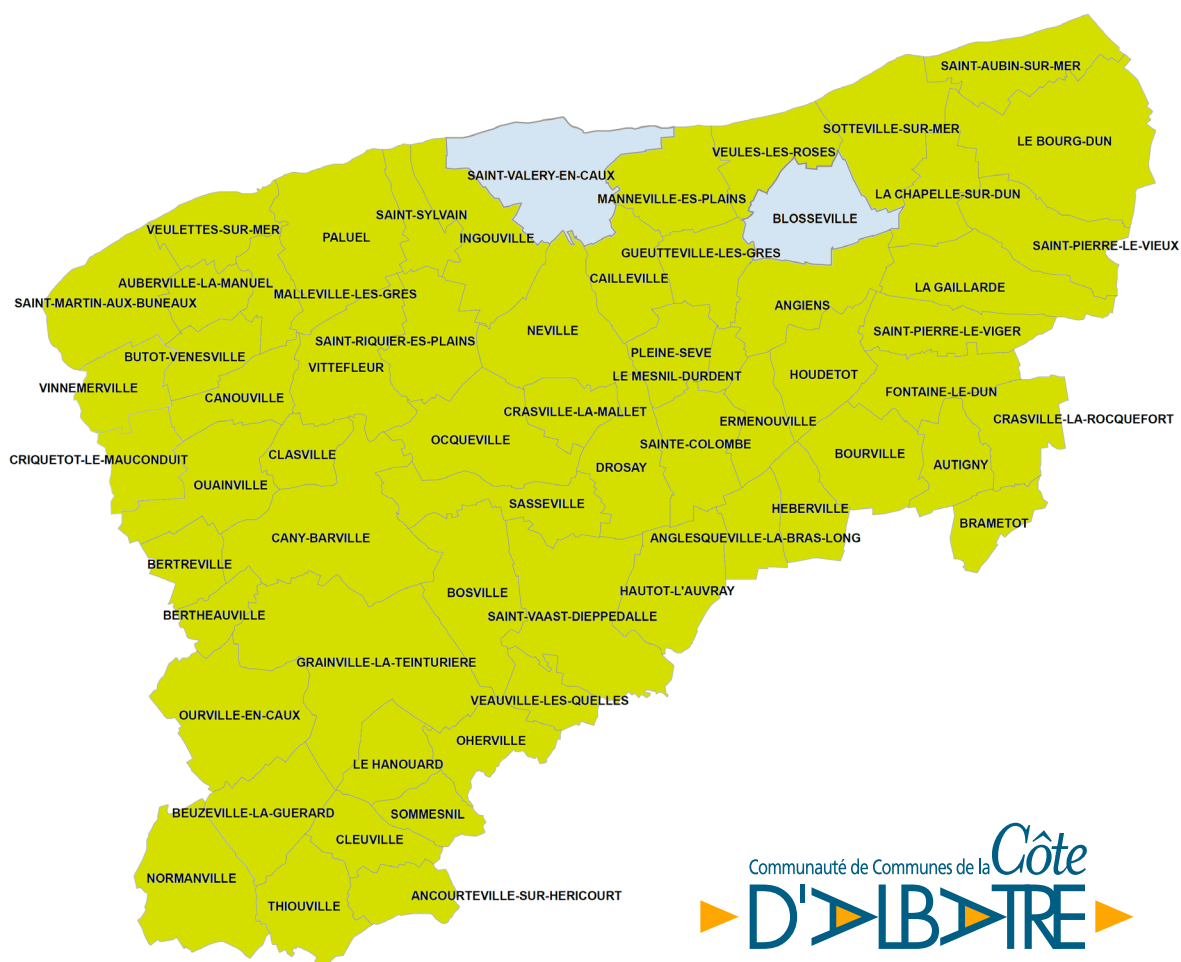 SAINT-AUBIN-SUR-MER
SOTTEVILLE-SUR-MER
LE BOURG-DUN
VEULES-LES-ROSES
SAINT-VALERY-EN-CAUX
MANNEVILLE-ES-PLAINS
LA CHAPELLE-SUR-DUN
SAINT-SYLVAIN
BLOSSEVILLE
VEULETTES-SUR-MER
PALUEL
INGOUVILLE
SAINT-PIERRE-LE-VIEUX
GUEUTTEVILLE-LES-GRES
CAILLEVILLE
AUBERVILLE-LA-MANUEL
LA GAILLARDE
MALLEVILLE-LES-GRES
SAINT-MARTIN-AUX-BUNEAUX
ANGIENS
NEVILLE
SAINT-PIERRE-LE-VIGER
SAINT-RIQUIER-ES-PLAINS
PLEINE-SEVE
BUTOT-VENESVILLE
VITTEFLEUR
HOUDETOT
LE MESNIL-DURDENT
VINNEMERVILLE
FONTAINE-LE-DUN
CANOUVILLE
CRASVILLE-LA-MALLET
CRASVILLE-LA-ROCQUEFORT
ERMENOUVILLE
OCQUEVILLE
SAINTE-COLOMBE
BOURVILLE
CLASVILLE
CRIQUETOT-LE-MAUCONDUIT
AUTIGNY
DROSAY
OUAINVILLE
SASSEVILLE
HEBERVILLE
BRAMETOT
CANY-BARVILLE
ANGLESQUEVILLE-LA-BRAS-LONG
BERTREVILLE
HAUTOT-L'AUVRAY
BOSVILLE
BERTHEAUVILLE
SAINT-VAAST-DIEPPEDALLE
GRAINVILLE-LA-TEINTURIERE
VEAUVILLE-LES-QUELLES
OURVILLE-EN-CAUX
OHERVILLE
LE HANOUARD
BEUZEVILLE-LA-GUERARD
SOMMESNIL
CLEUVILLE
NORMANVILLE
ANCOURTEVILLE-SUR-HERICOURT
THIOUVILLE
Communauté de Communes de la Côte
D'ALBATRE